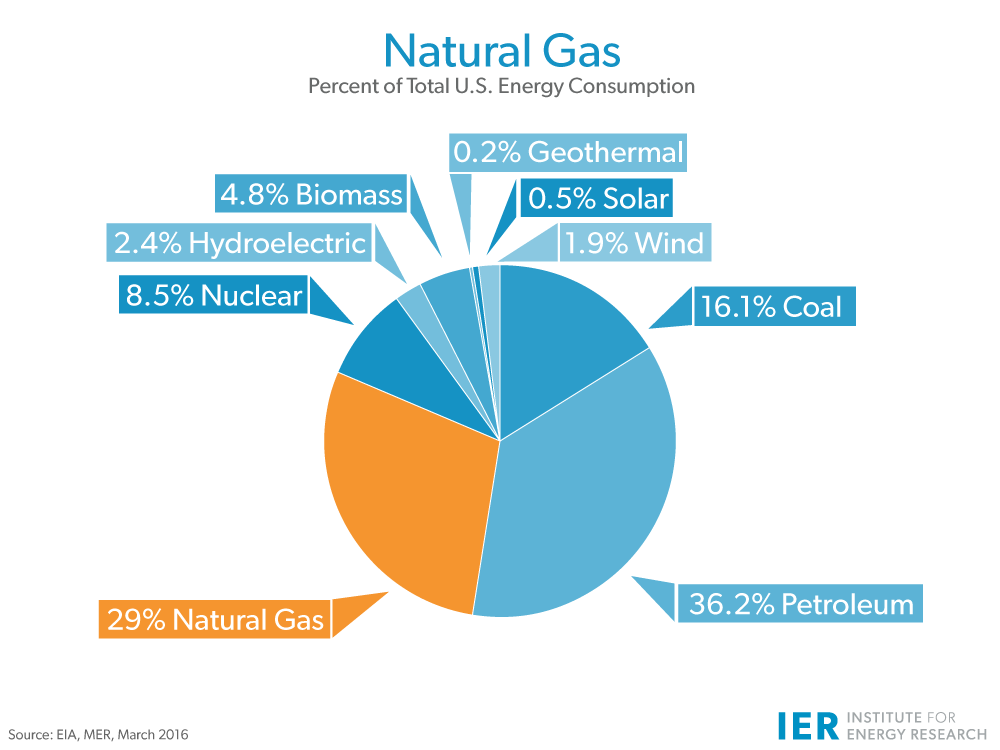 Natural Gas
Percent of Total U.S. Energy Consumption
0.2% Geothermal
4.8% Biomass
0.5% Solar
2.4% Hydroelectric
1.9% Wind
8.5% Nuclear
16.1% Coal
29% Natural Gas
36.2% Petroleum
Source: EIA, MER, March 2016
IER INSTITUTE FOR
ENERGY RESEARCH